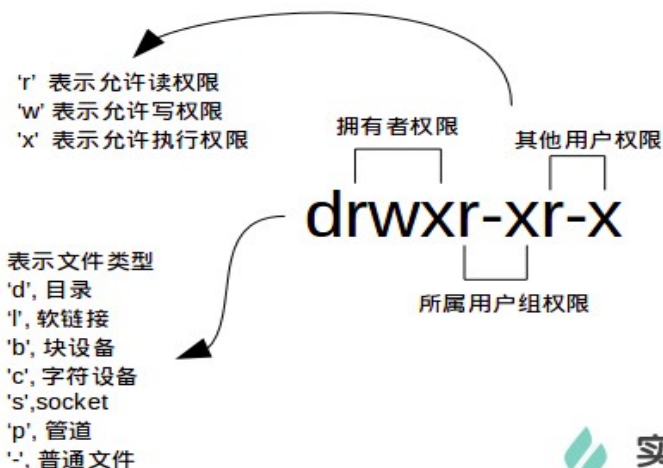 ‘r’ 表示允许读权限
‘w’ 表示允许写权限
'x' 表示允许执行权限
拥有者权限
其他用户权限
drwxr-xr-x
所属用户组权限
表示文件类型
‘d’, 目录
‘l’, 软链接
'b', 块设备
'c', 字符设备
's',socket
'p', 管道
'-', 普通文件
实